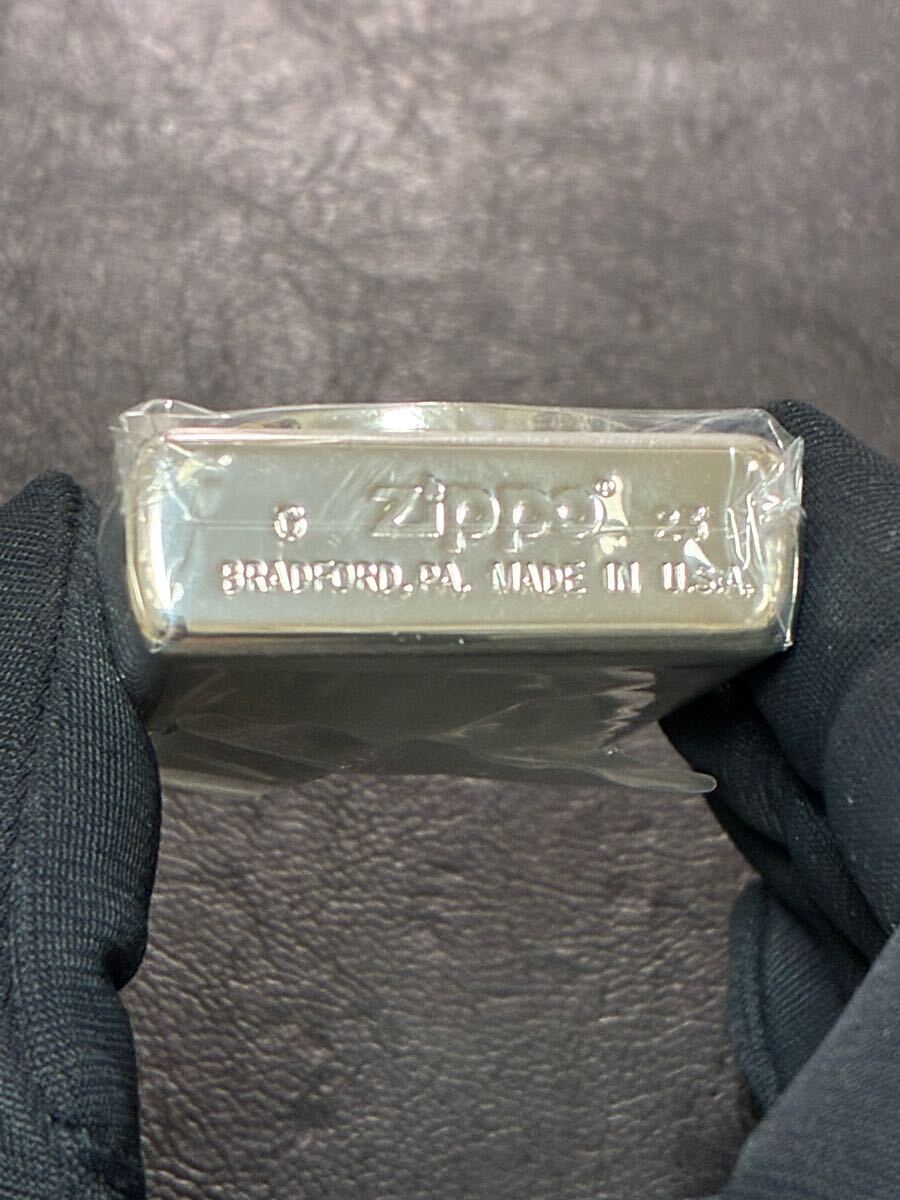 G Zippo® 23
BRADFORD, PA. MADE IN U.S.A.